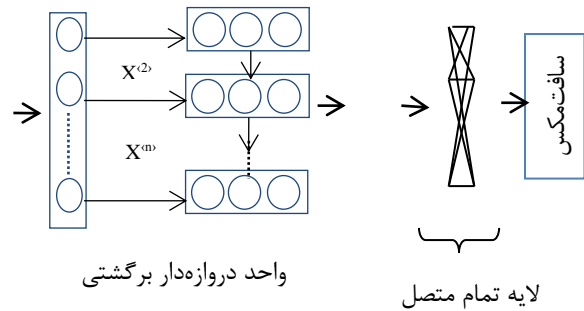 X‹2›
X‹n›
سافت‌مکس
واحد دروازه‌دار برگشتی
لایه تمام متصل